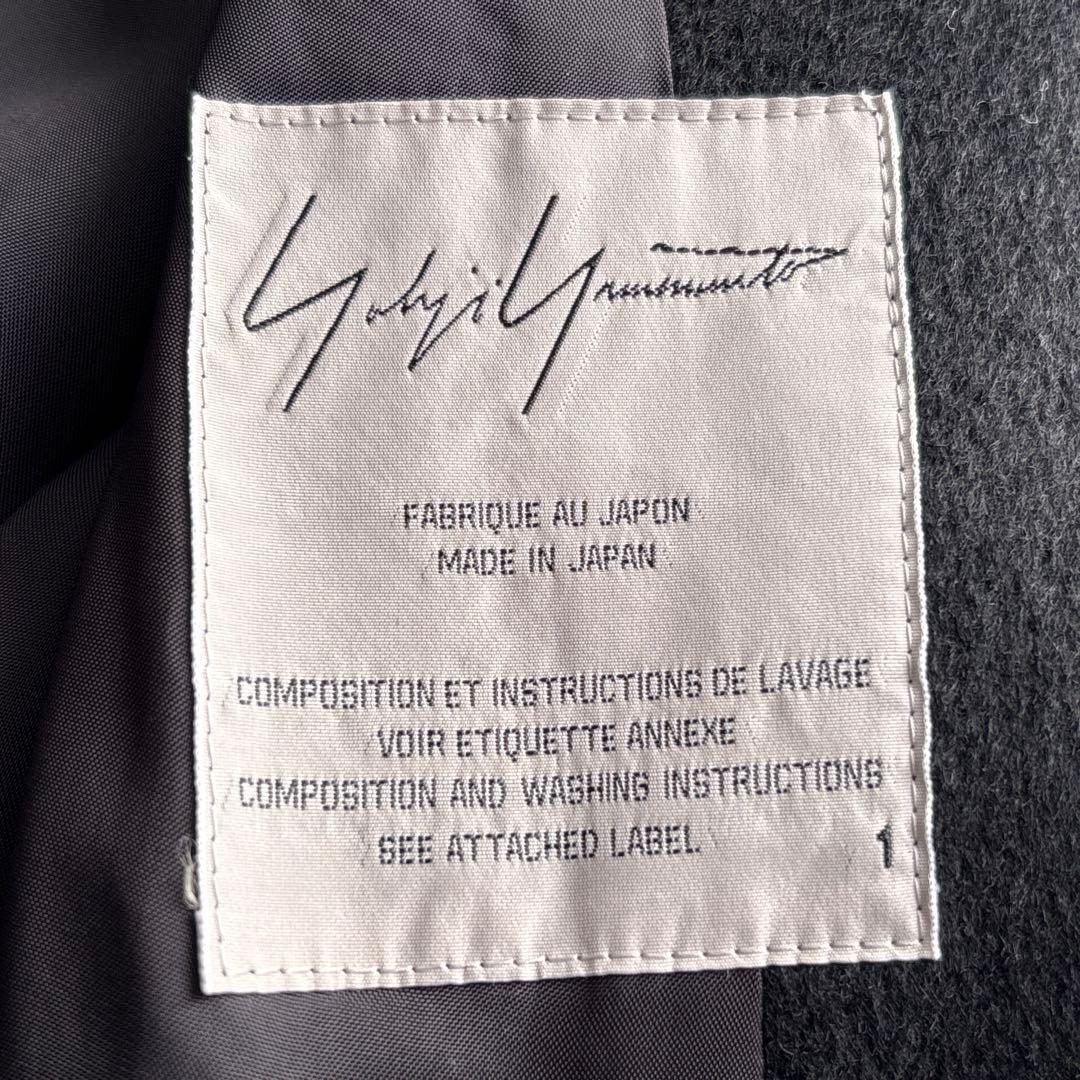 Yohji Yamamoto
FABRIQUE AU JAPON
MADE IN JAPAN
COMPOSITION ET INSTRUCTIONS DE LAVAGE
VOIR ETIQUETTE ANNEXE
COMPOSITION AND WASHING INSTRUCTIONS
SEE ATTACHED LABEL.
1